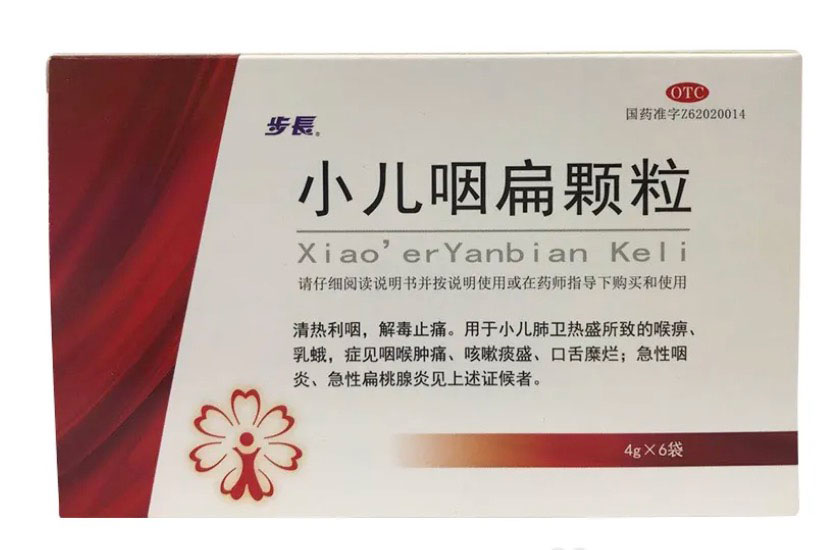 OTC
国药准字Z62020014
步長®
小儿咽扁颗粒
Xiao'erYanbian Keli
请仔细阅读说明书并按说明使用或在药师指导下购买和使用
清热利咽，解毒止痛。用于小儿肺卫热盛所致的喉痹、
乳蛾，症见咽喉肿痛、咳嗽痰盛、口舌糜烂；急性咽
炎、急性扁桃腺炎见上述证候者。
4g×6袋